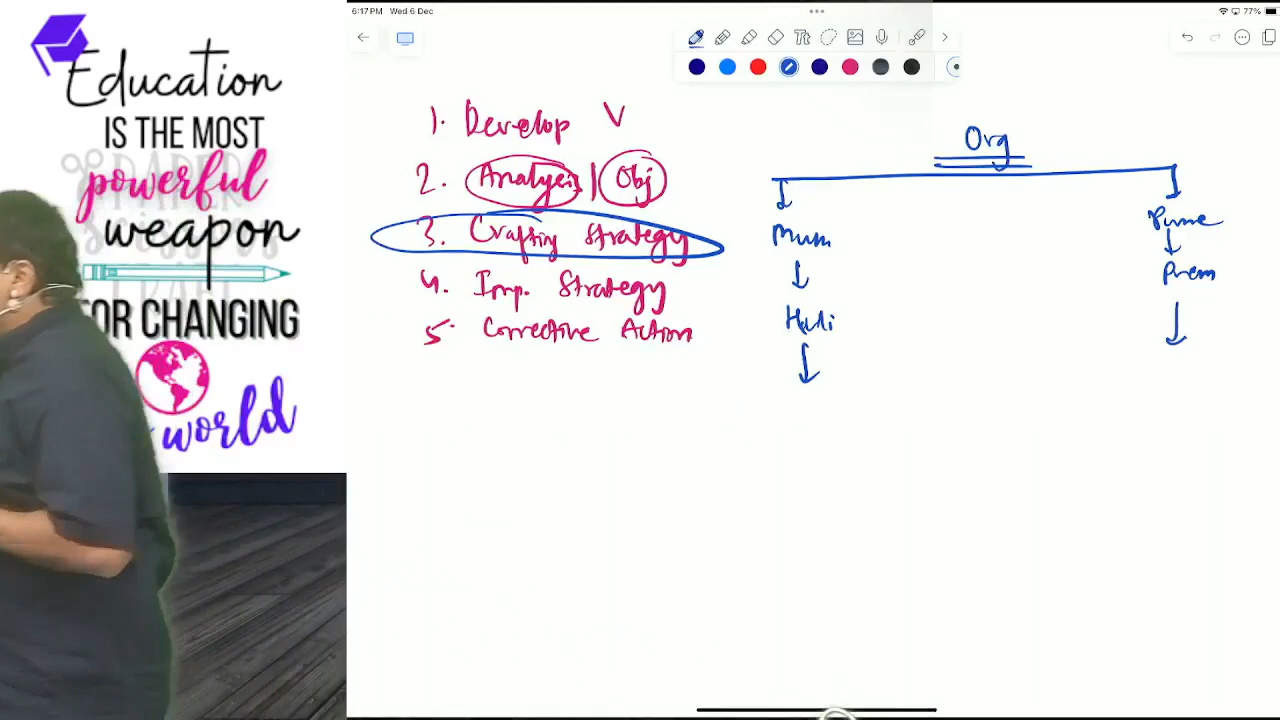 6:17 PM Wed 6 Dec
77%
Education
IS THE MOST
powerful
weapon
FOR CHANGING
world
1. Develop V
2. Analysis | Obj
3. Crafting Strategy
4. Imp. Strategy
5. Corrective Action
Org
Mum
Huli
Pune
Prem